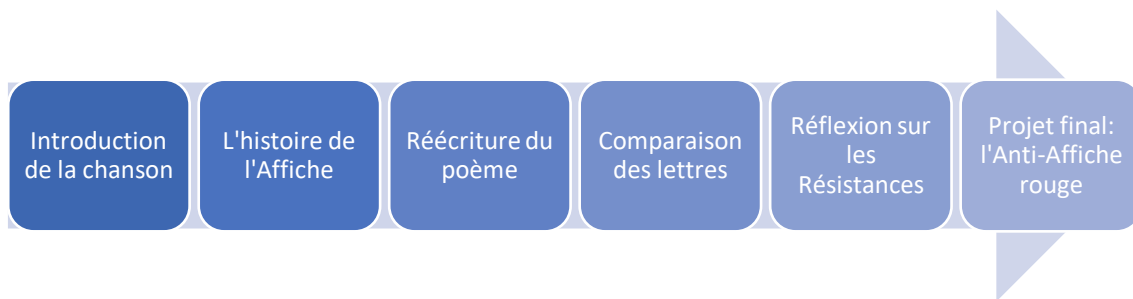 Introduction
de la chanson
L'histoire de
l'Affiche
Réécriture du
poème
Comparaison
des lettres
Réflexion sur
les
Résistances
Projet final:
l'Anti-Affiche
rouge